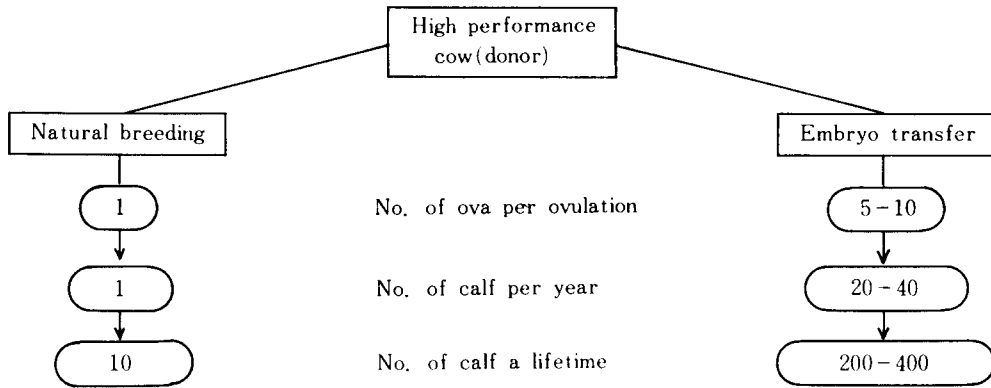 High performance
cow(donor)
Natural breeding
Embryo transfer
1
No. of ova per ovulation
5-10
1
No. of calf per year
20-40
10
No. of calf a lifetime
200-400